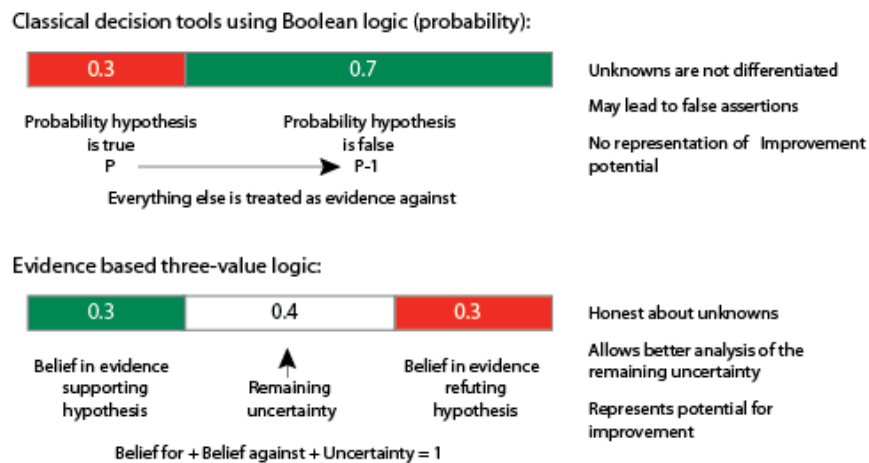 Classical decision tools using Boolean logic (probability):
0.3
0.7
Probability hypothesis
is true
P
Probability hypothesis
is false
P-1
Everything else is treated as evidence against
Unknowns are not differentiated
May lead to false assertions
No representation of Improvement
potential
Evidence based three-value logic:
0.3
0.4
0.3
Belief in evidence
supporting
hypothesis
Remaining
uncertainty
Belief in evidence
refuting
hypothesis
Belief for + Belief against + Uncertainty = 1
Honest about unknowns
Allows better analysis of the
remaining uncertainty
Represents potential for
improvement